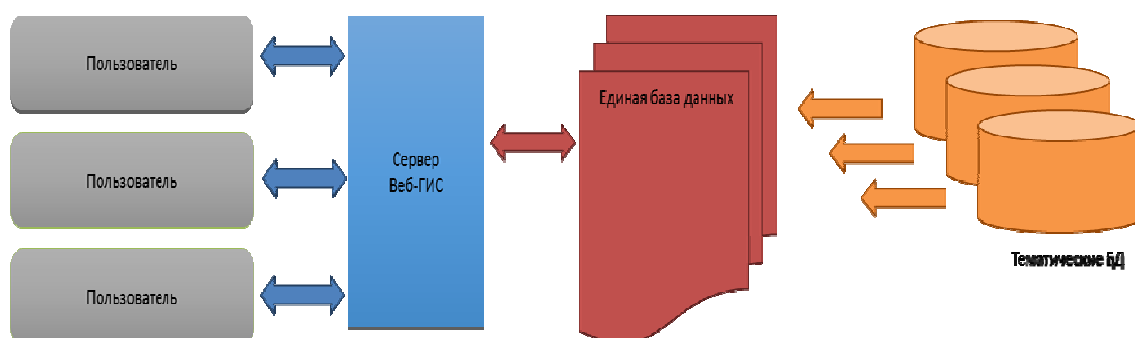 Пользователь
Пользователь
Пользователь
Сервер
Веб-ГИС
Единая база данных
Тематические БД